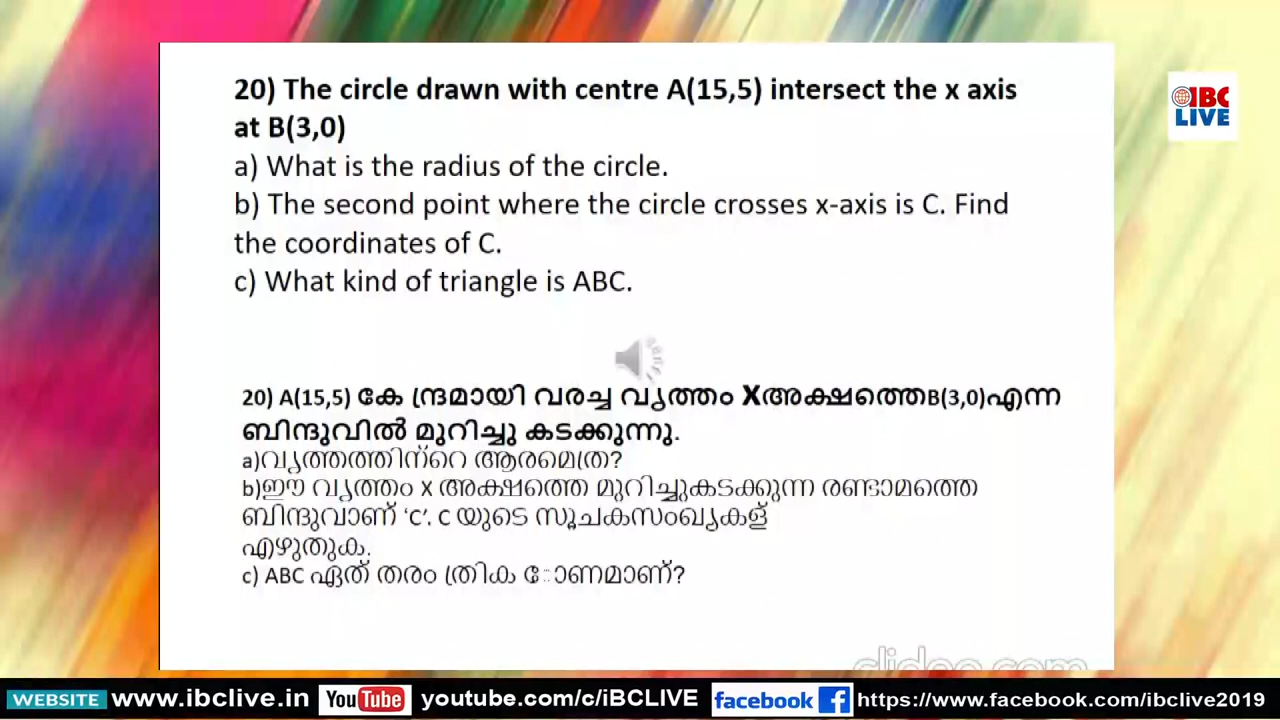 20) The circle drawn with centre A(15,5) intersect the x axis
at B(3,0)
a) What is the radius of the circle.
b) The second point where the circle crosses x-axis is C. Find
the coordinates of C.
c) What kind of triangle is ABC.
IBC
LIVE
20) A(15,5) കേ ന്ദ്രമായി വരച്ച വൃത്തം Xഅക്ഷത്തെB(3,0)എന്ന
ബിന്ദുവിൽ മുറിച്ചു കടക്കുന്നു.
a)വൃത്തത്തിന്റെ ആരമെത്ര?
b)ഈ വൃത്തം X അക്ഷത്തെ മുറിച്ചുകടക്കുന്ന രണ്ടാമത്തെ
ബിന്ദുവാണ് ‘C’. C യുടെ സൂചകസംഖ്യകള്
എഴുതുക.
c) ABC ഏത് തരം ത്രിക ോണമാണ്?
clideo.com
WEBSITE www.ibclive.in YouTube youtube.com/c/iBCLIVE facebook f https://www.facebook.com/ibclive2019